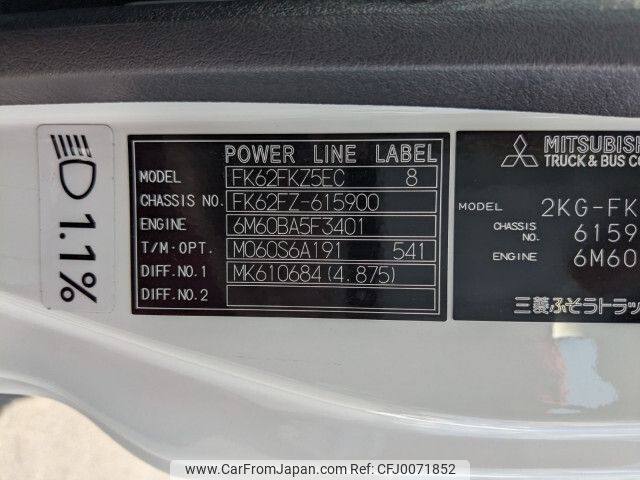 1.1%
POWER LINE LABEL
MODEL FK62FKZ5EC 8
CHASSIS NO. FK62FZ-615900
ENGINE 6M60BA5F3401
T/M·OPT. M060S6A191 541
DIFF.NO.1 MK610684(4.875)
DIFF.NO.2
MITSUBISH
TRUCK & BUS CO
MODEL 2KG-FK
CHASSIS NO. 6159
ENGINE 6M60
三菱ふそうトラッ
www.CarFromJapan.com - Ref.CFJ0071852